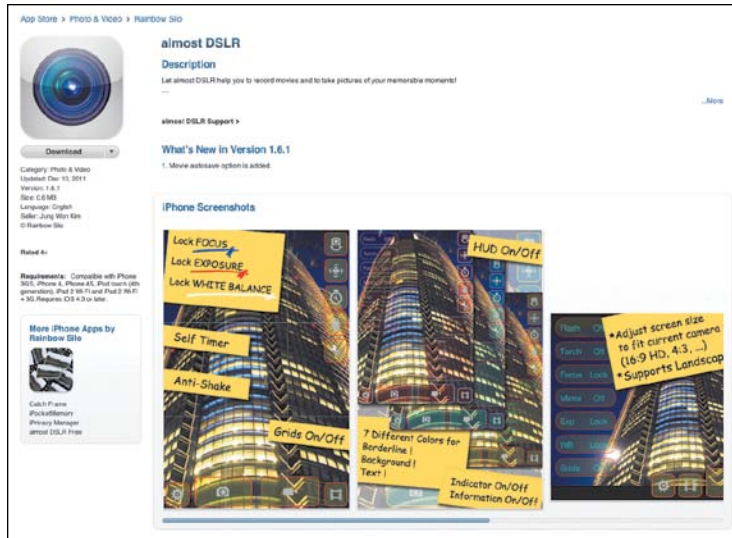 App Store > Photo & Video > Rainbow Silo
almost DSLR
Description
Let almost DSLR help you to record movies and to take pictures of your memorable moments!
...
...More
almost DSLR Support >
What's New in Version 1.6.1
1. Movie autosave option is added.
Download
Category: Photo & Video
Updated: Dec 13, 2011
Version: 1.6.1
Size: 0.6 MB
Language: English
Seller: Jung Won Kim
© Rainbow Silo
Rated 4+
Requirements: Compatible with iPhone
3GS, iPhone 4, iPhone 4S, iPod touch (4th
generation), iPad 2 Wi-Fi and iPad 2 Wi-Fi
+ 3G. Requires iOS 4.3 or later.
More iPhone Apps by
Rainbow Silo
Catch Frame
iPocketMemory
iPrivacy Manager
almost DSLR Free
iPhone Screenshots
Lock FOCUS
Lock EXPOSURE
Lock WHITE BALANCE
Self Timer
Anti-Shake
Grids On/Off
HUD On/Off
7 Different Colors for
Borderline !
Background !
Text !
Indicator On/Off
Information On/Off
Flash Off
Torch Off
Focus Lock
Mirror Off
Exp Lock
WB Lock
Grids
*Adjust screen size
to fit current camera
(16:9 HD, 4:3, ...)
*Supports Landscap